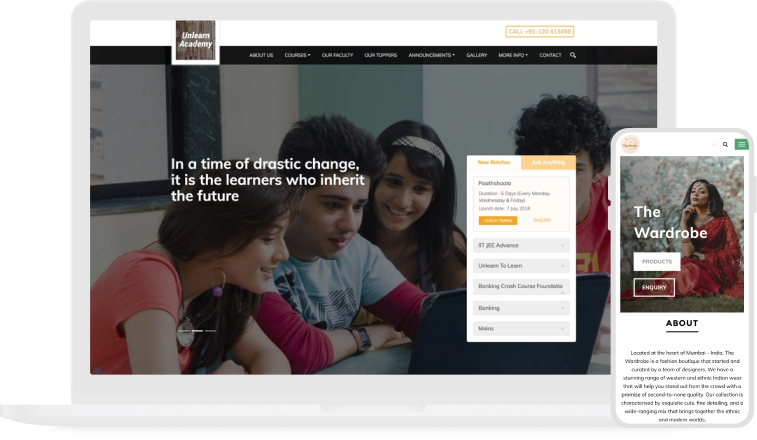 Unlearn
Academy
CALL +91-120 413456
ABOUT US COURSES OUR FACULTY OUR TOPPERS ANNOUNCEMENTS GALLERY MORE INFO CONTACT
In a time of drastic change,
it is the learners who inherit
the future
New Batches Ask Anything
Paathshaala
Duration : 5 Days (Every Monday,
Wednesday & Friday)
Launch date : 7 July, 2018
ENQUIRE
IIT JEE Advance
Unlearn To Learn
Banking Crash Course Foundatio
Banking
Mains
Wardrobe
The
Wardrobe
PRODUCTS
ENQUIRY
ABOUT
Located at the heart of Mumbai - India, The
Wardrobe is a fashion boutique that started and
curated by a team of designers. We have a
stunning range of western and ethnic Indian wear
that will help you stand out from the crowd with a
promise of second-to-none quality. Our collection is
characterised by exquisite cuts, fine detailing, and a
wide-ranging mix that brings together the ethnic
and modern worlds.